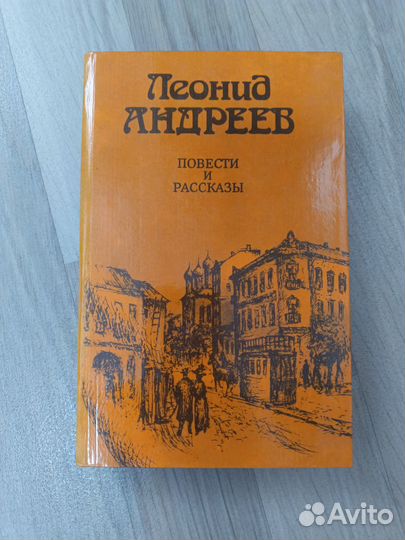 Леонид
АНДРЕЕВ
ПОВЕСТИ
И
РАССКАЗЫ
Avito